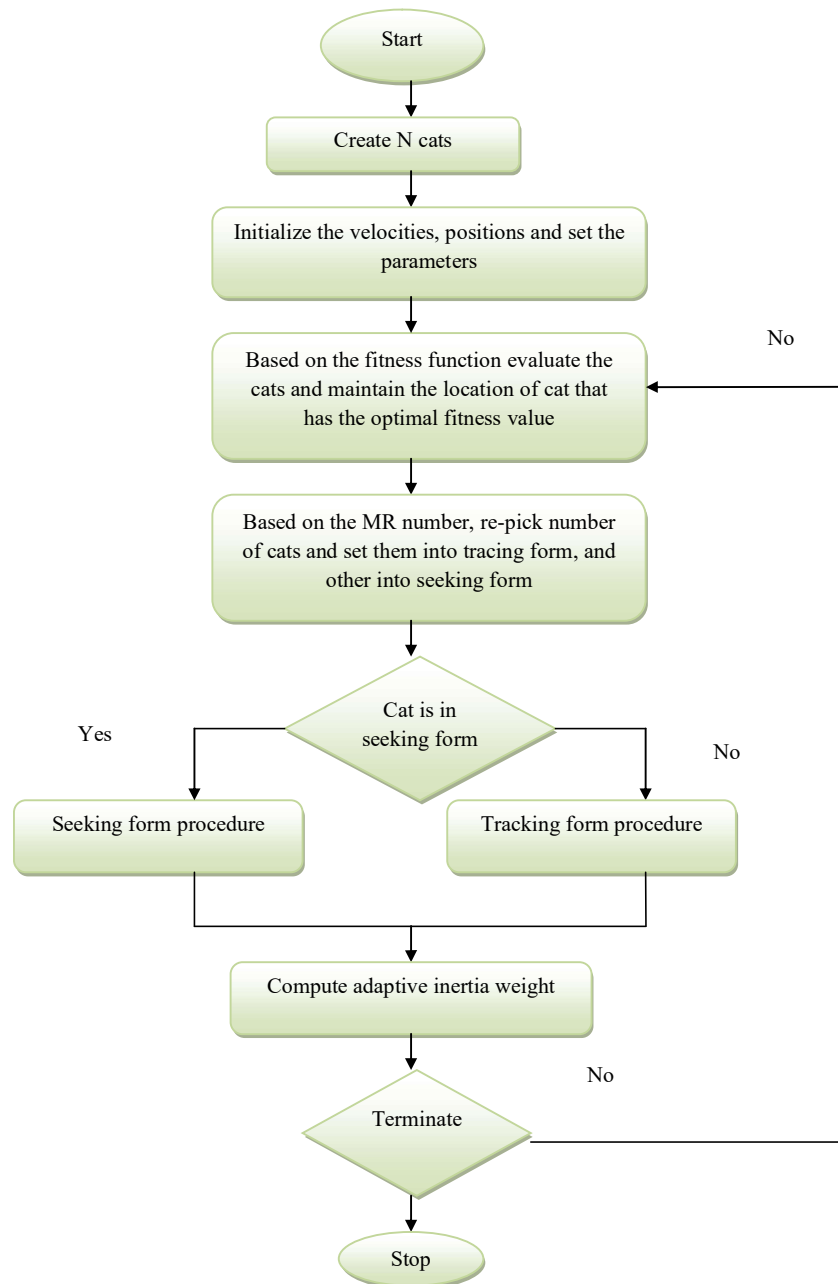 Start
Create N cats
Initialize the velocities, positions and set the
parameters
No
Based on the fitness function evaluate the
cats and maintain the location of cat that
has the optimal fitness value
Based on the MR number, re-pick number
of cats and set them into tracing form, and
other into seeking form
Cat is in
seeking form
Yes
No
Seeking form procedure
Tracking form procedure
Compute adaptive inertia weight
No
Terminate
Stop